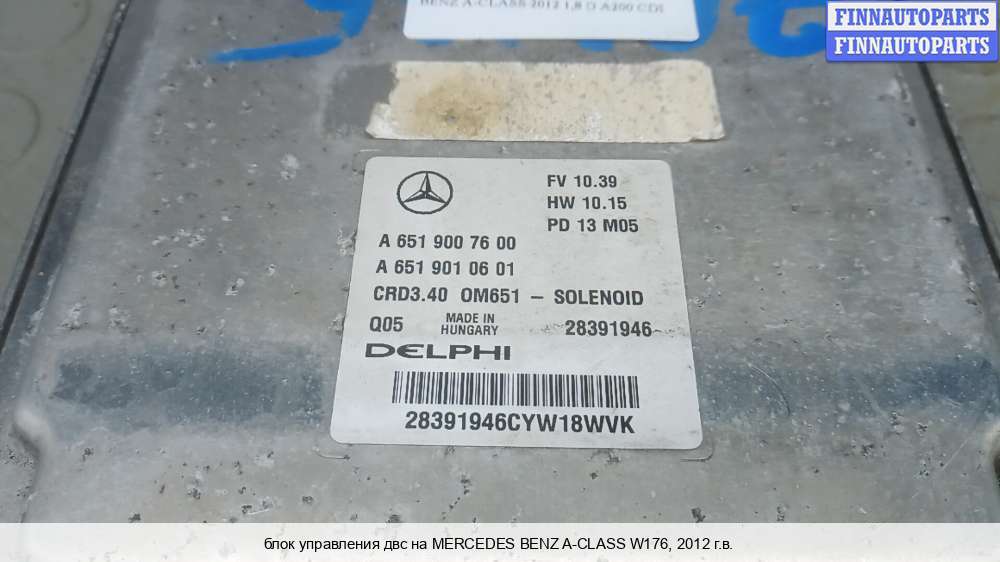 BENZ A-CLASS 2012 1,8 D A200 CDI
FINNAUTOPARTS
FINNAUTOPARTS
FV 10.39
HW 10.15
PD 13 M05
A 651 900 76 00
A 651 901 06 01
CRD3.40 OM651 – SOLENOID
Q05 MADE IN HUNGARY 28391946
DELPHI
28391946CYW18WVK
блок управления двс на MERCEDES BENZ A-CLASS W176, 2012 г.в.